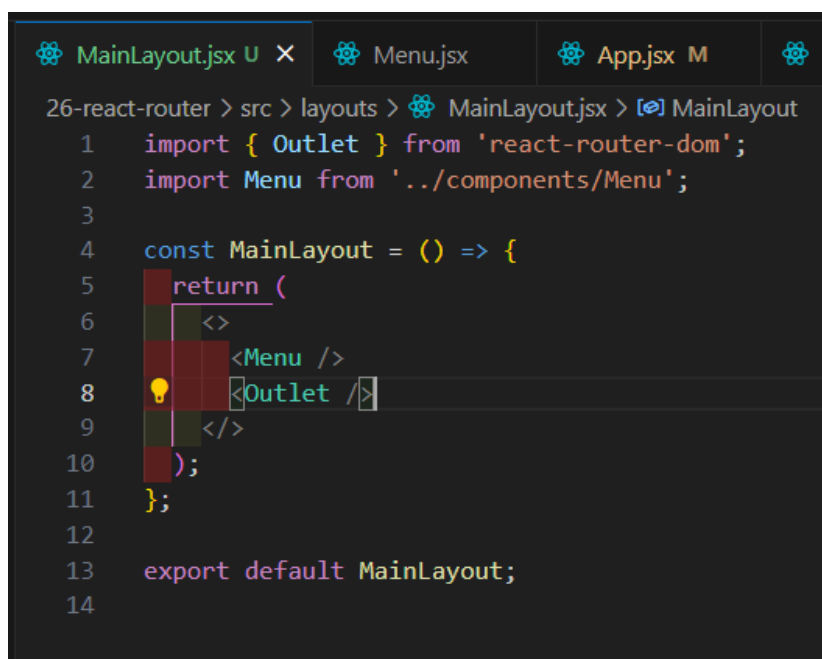 MainLayout.jsx U × Menu.jsx App.jsx M
26-react-router > src > layouts > MainLayout.jsx > MainLayout
1 import { Outlet } from 'react-router-dom';
2 import Menu from '../components/Menu';
3
4 const MainLayout = () => {
5   return (
6     <>
7       <Menu />
8       <Outlet />
9     </>
10   );
11 };
12
13 export default MainLayout;
14